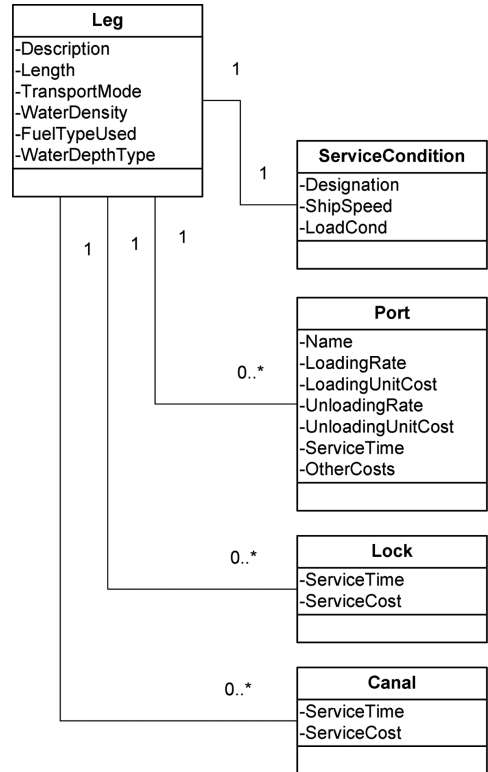 Leg
-Description
-Length
-TransportMode
-WaterDensity
-FuelTypeUsed
-WaterDepthType
1
1
ServiceCondition
-Designation
-ShipSpeed
-LoadCond
1
1
1
Port
-Name
-LoadingRate
-LoadingUnitCost
-UnloadingRate
-UnloadingUnitCost
-ServiceTime
-OtherCosts
0..*
Lock
-ServiceTime
-ServiceCost
0..*
Canal
-ServiceTime
-ServiceCost
0..*